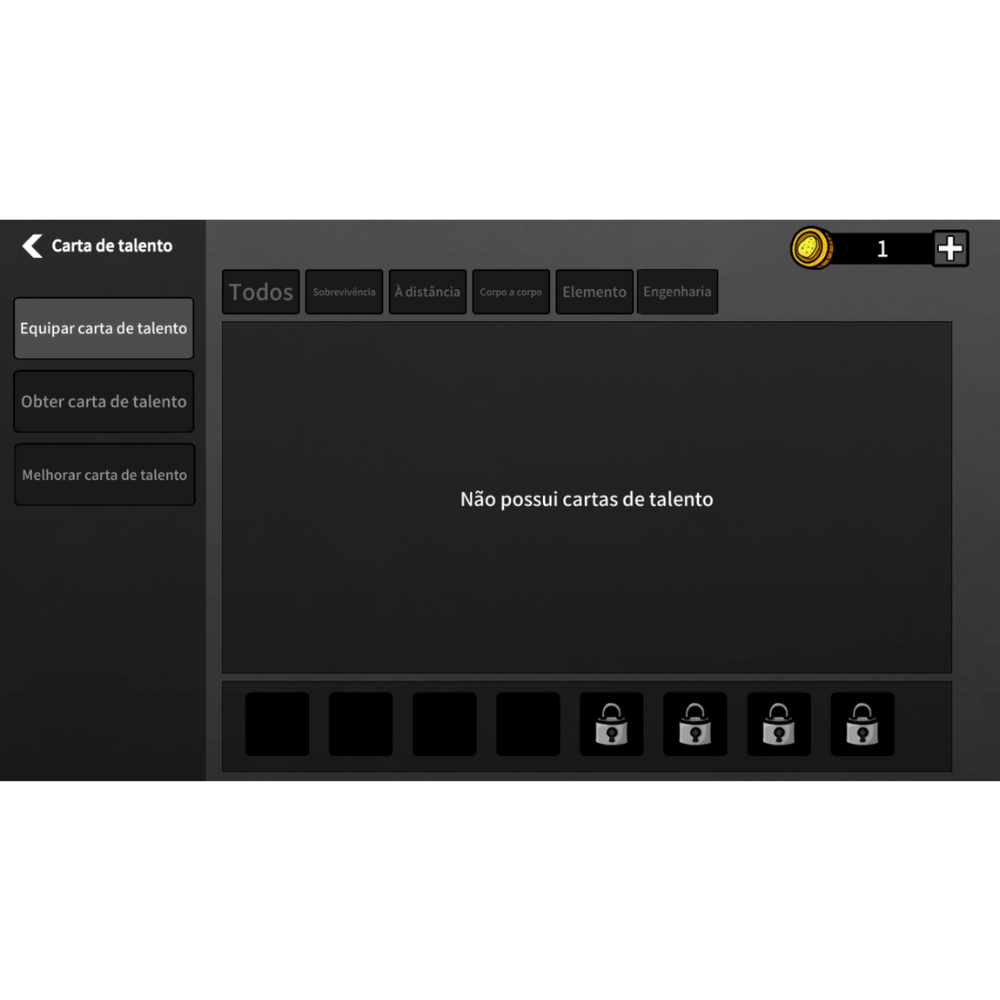 Carta de talento
1
Todos
Sobrevivência
À distância
Corpo a corpo
Elemento
Engenharia
Equipar carta de talento
Obter carta de talento
Melhorar carta de talento
Não possui cartas de talento